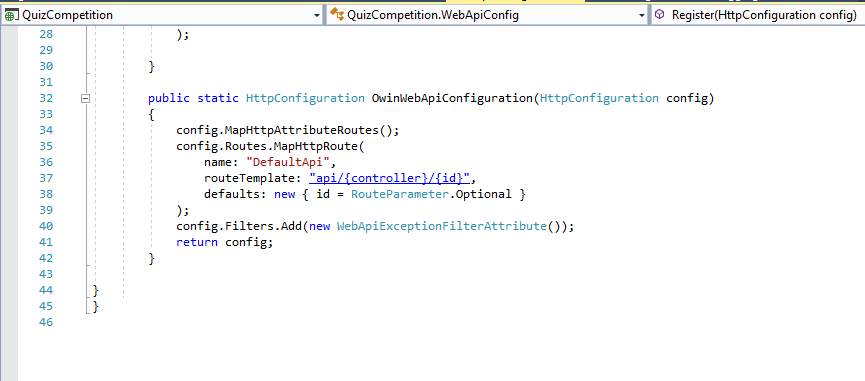 QuizCompetition QuizCompetition.WebApiConfig Register(HttpConfiguration config)
28 );
29
30 }
31
32 public static HttpConfiguration OwinWebApiConfiguration(HttpConfiguration config)
33 {
34 config.MapHttpAttributeRoutes();
35 config.Routes.MapHttpRoute(
36 name: "DefaultApi",
37 routeTemplate: "api/{controller}/{id}",
38 defaults: new { id = RouteParameter.Optional }
39 );
40 config.Filters.Add(new WebApiExceptionFilterAttribute());
41 return config;
42 }
43
44 }
45 }
46